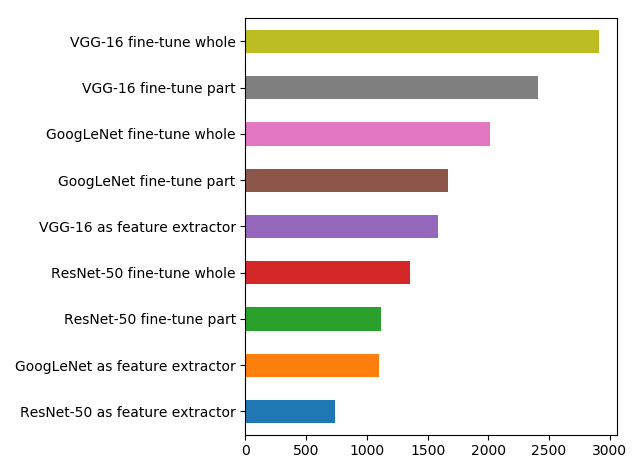 VGG-16 fine-tune whole
VGG-16 fine-tune part
GoogLeNet fine-tune whole
GoogLeNet fine-tune part
VGG-16 as feature extractor
ResNet-50 fine-tune whole
ResNet-50 fine-tune part
GoogLeNet as feature extractor
ResNet-50 as feature extractor
0 500 1000 1500 2000 2500 3000